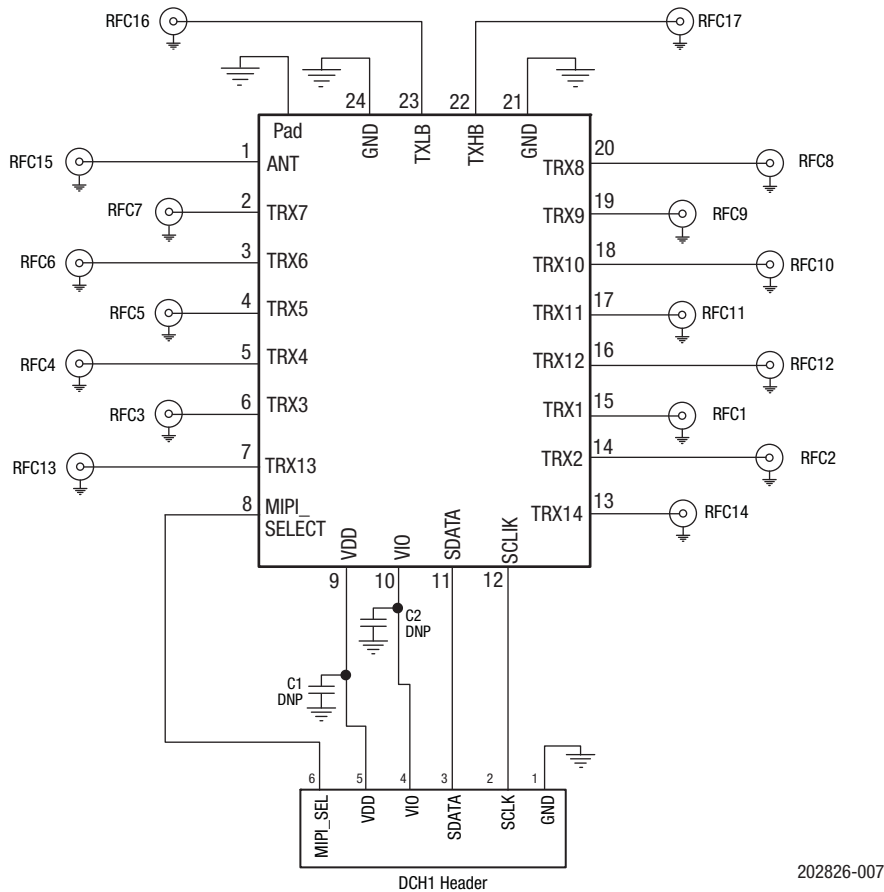 RFC16
RFC17
24
23
22
21
Pad
GND
TXLB
TXHB
GND
RFC15
1
ANT
TRX8
20
RFC8
RFC7
2
TRX7
TRX9
19
RFC9
RFC6
3
TRX6
TRX10
18
RFC10
RFC5
4
TRX5
TRX11
17
RFC11
RFC4
5
TRX4
TRX12
16
RFC12
RFC3
6
TRX3
TRX1
15
RFC1
RFC13
7
TRX13
TRX2
14
RFC2
8
MIPI_
SELECT
TRX14
13
RFC14
VDD
VIO
SDATA
SCLIK
9
10
11
12
C2
DNP
C1
DNP
6
5
4
3
2
1
MIPI_SEL
VDD
VIO
SDATA
SCLK
GND
DCH1 Header
202826-007